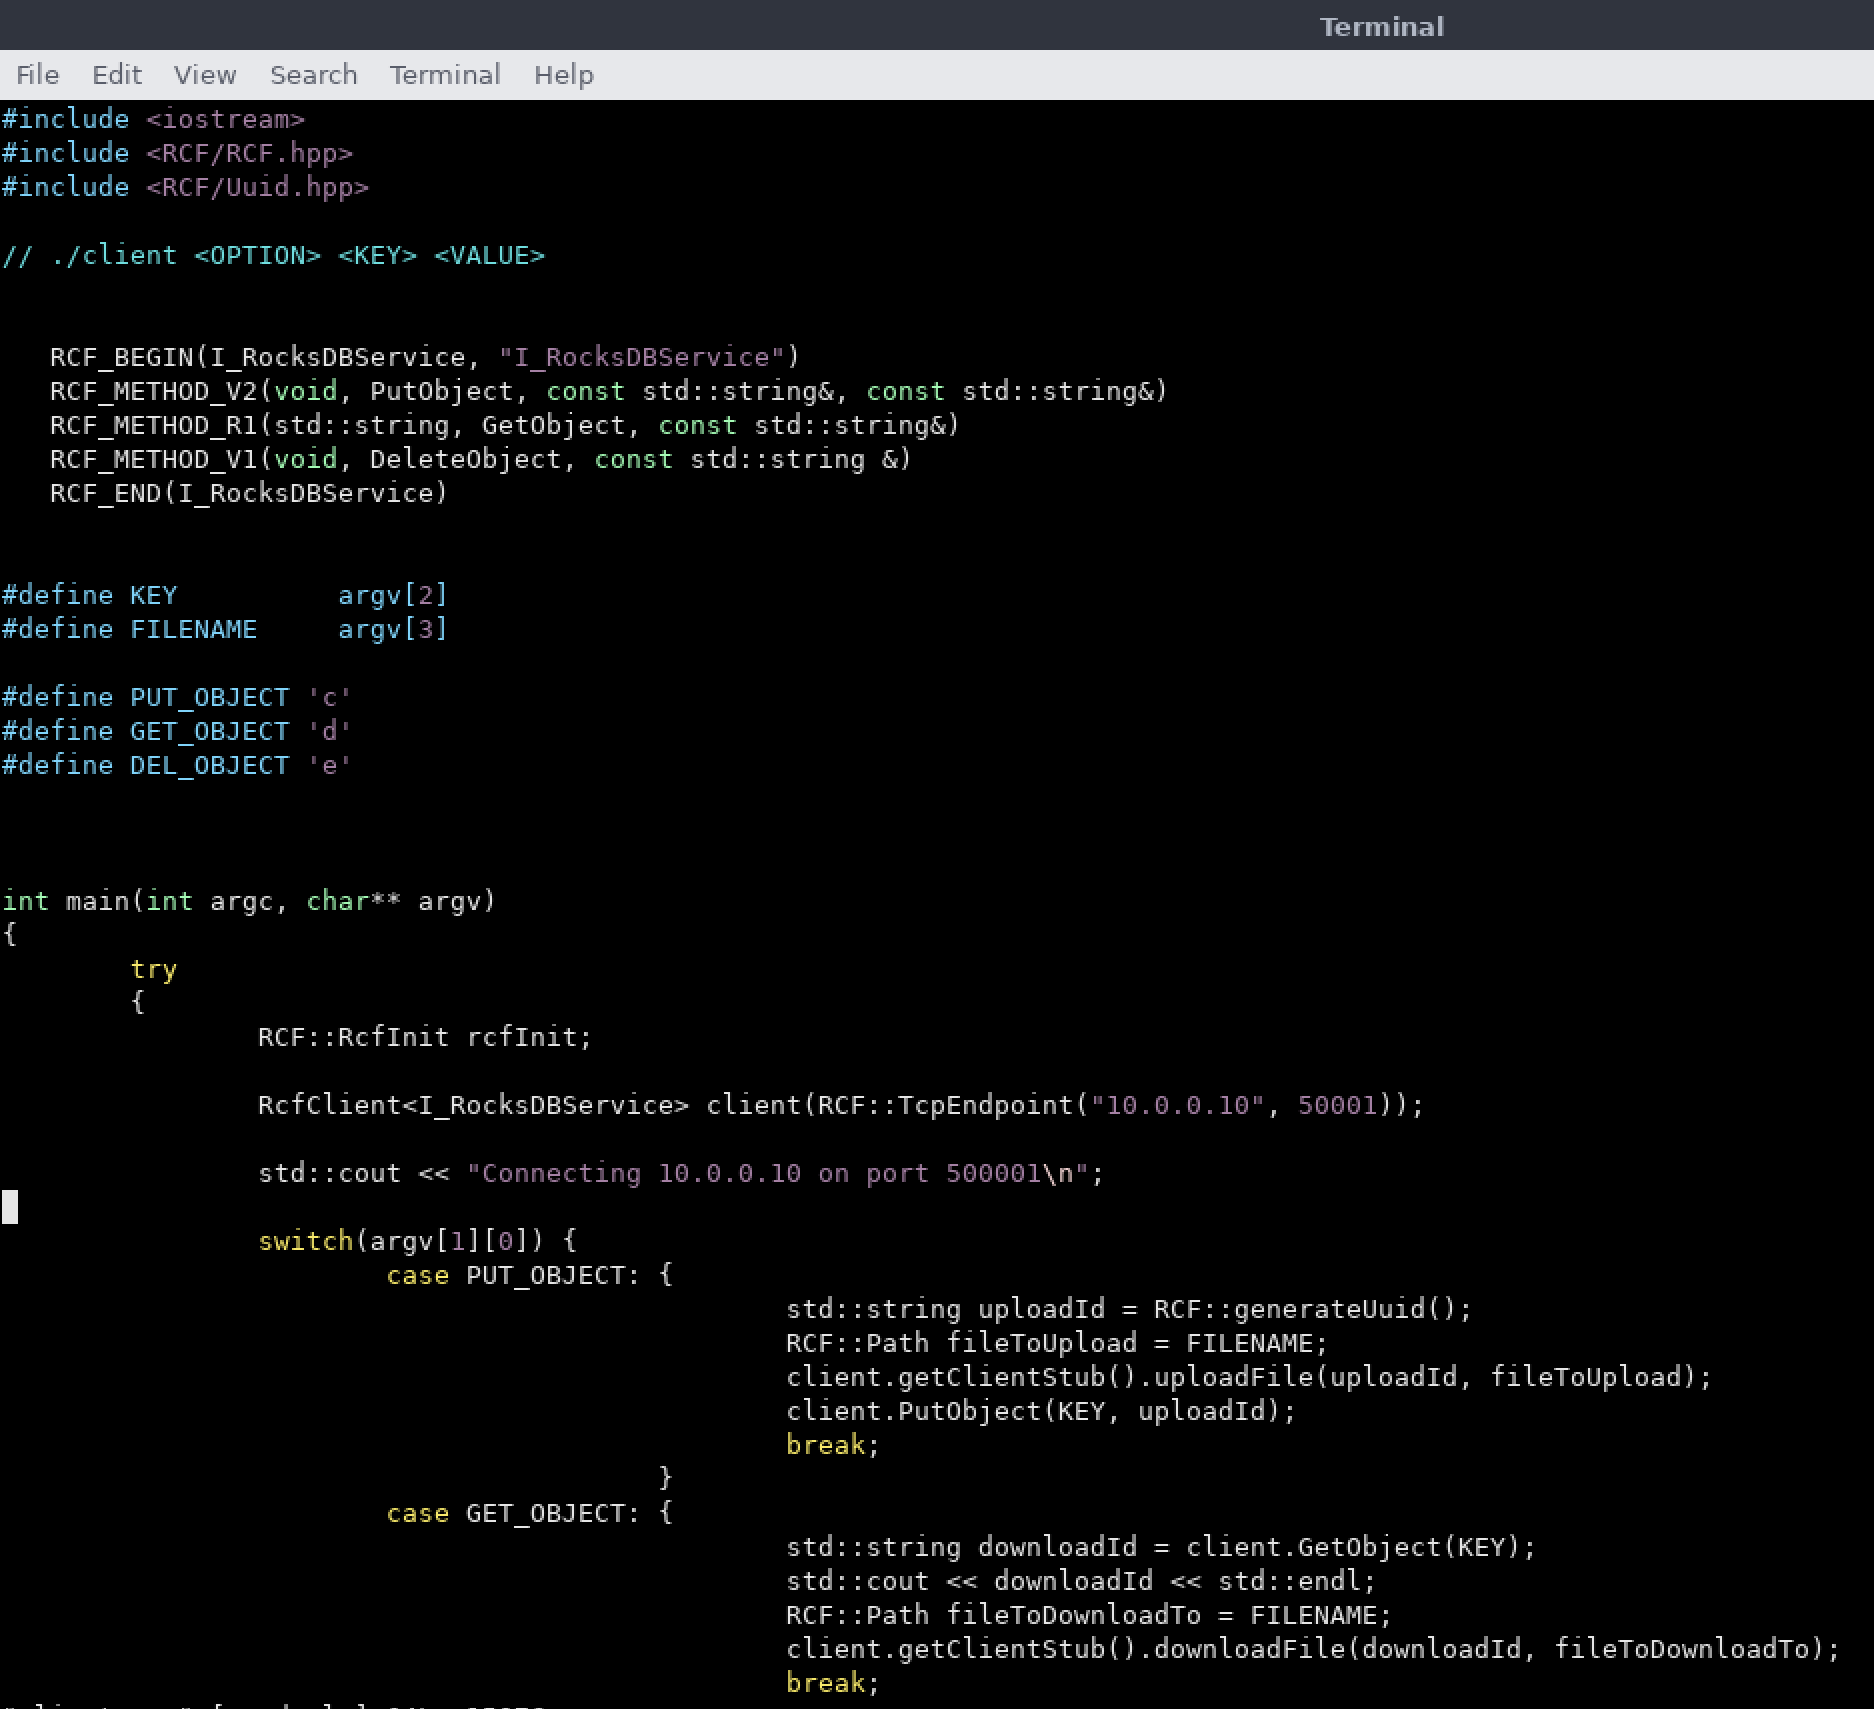 Terminal
File Edit View Search Terminal Help
#include <iostream>
#include <RCF/RCF.hpp>
#include <RCF/Uuid.hpp>
// ./client <OPTION> <KEY> <VALUE>
RCF_BEGIN(I_RocksDBService, "I_RocksDBService")
RCF_METHOD_V2(void, PutObject, const std::string&, const std::string&)
RCF_METHOD_R1(std::string, GetObject, const std::string&)
RCF_METHOD_V1(void, DeleteObject, const std::string &)
RCF_END(I_RocksDBService)
#define KEY argv[2]
#define FILENAME argv[3]
#define PUT_OBJECT 'c'
#define GET_OBJECT 'd'
#define DEL_OBJECT 'e'
int main(int argc, char** argv)
{
try
{
RCF::RcfInit rcfInit;
RcfClient<I_RocksDBService> client(RCF::TcpEndpoint("10.0.0.10", 50001));
std::cout << "Connecting 10.0.0.10 on port 500001\n";
switch(argv[1][0]) {
case PUT_OBJECT: {
std::string uploadId = RCF::generateUuid();
RCF::Path fileToUpload = FILENAME;
client.getClientStub().uploadFile(uploadId, fileToUpload);
client.PutObject(KEY, uploadId);
break;
}
case GET_OBJECT: {
std::string downloadId = client.GetObject(KEY);
std::cout << downloadId << std::endl;
RCF::Path fileToDownloadTo = FILENAME;
client.getClientStub().downloadFile(downloadId, fileToDownloadTo);
break;